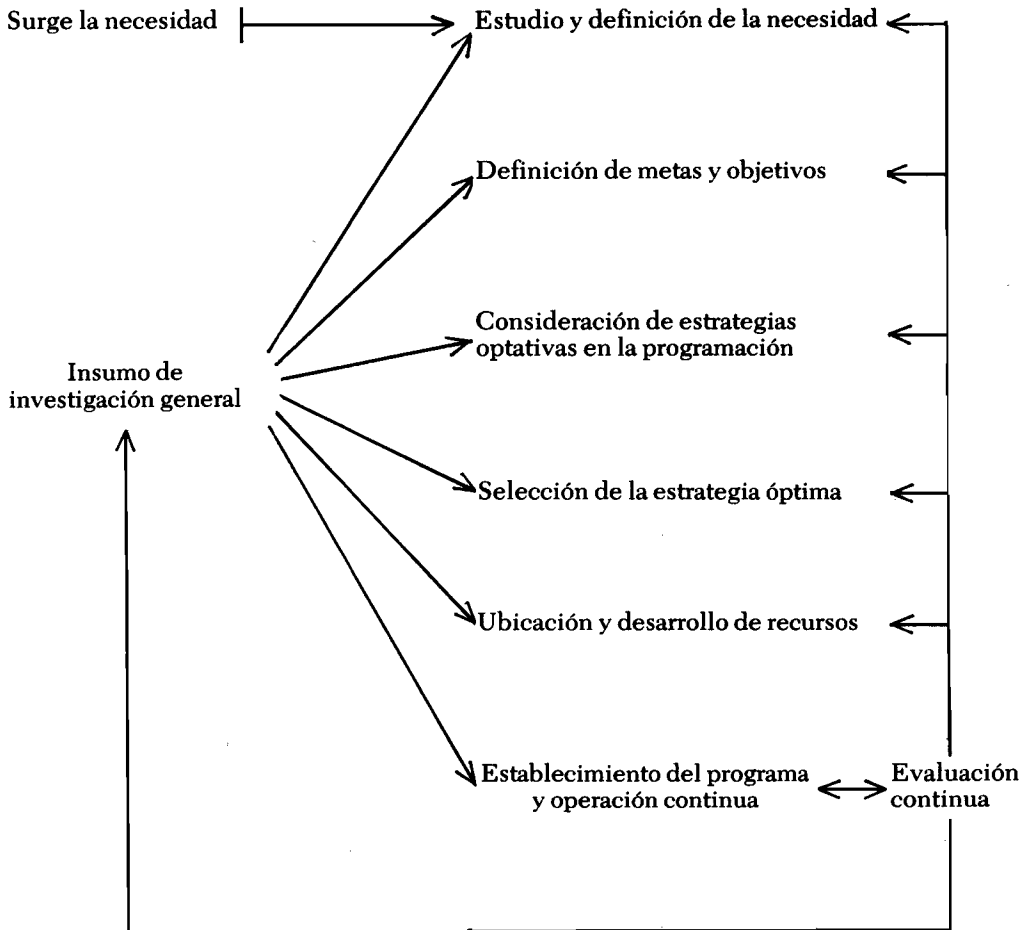 Surge la necesidad
Estudio y definición de la necesidad
Definición de metas y objetivos
Consideración de estrategias
optativas en la programación
Insumo de
investigación general
Selección de la estrategia óptima
Ubicación y desarrollo de recursos
Establecimiento del programa
y operación continua
Evaluación
continua